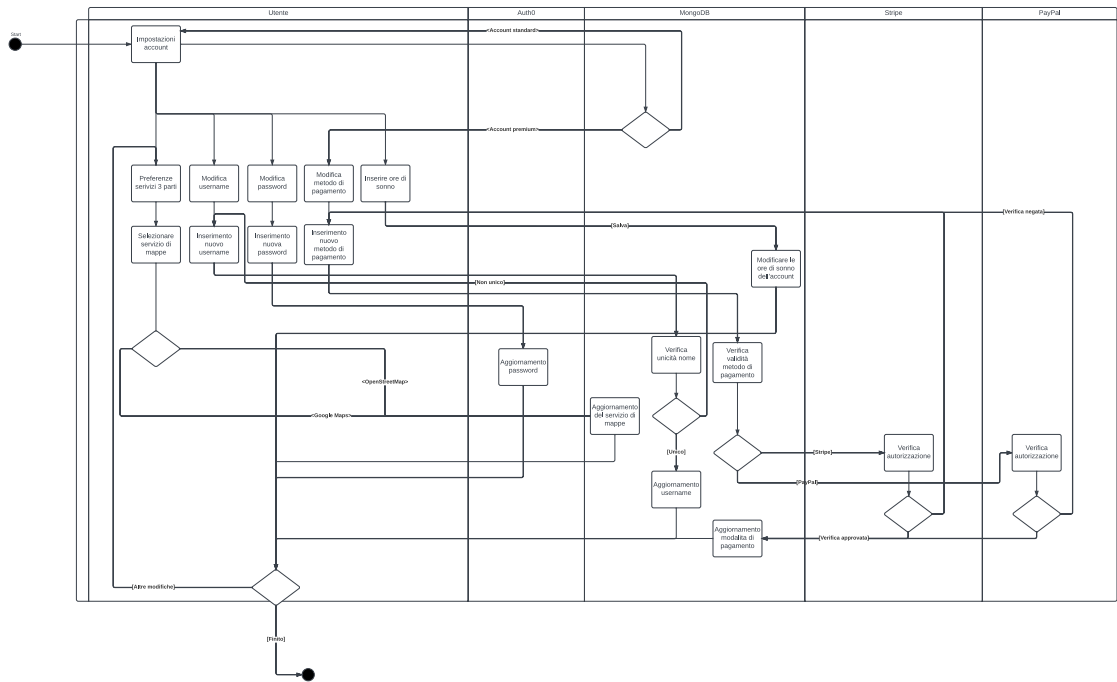 Utente
Auth0
MongoDB
Stripe
PayPal
Start
Impostazioni
account
<Account standard>
<Account premium>
Preferenze
serivizi 3 parti
Modifica
username
Modifica
password
Modifica
metodo di
pagamento
Inserire ore di
sonno
[Verifica negata]
[Salva]
Selezionare
servizio di
mappe
Inserimento
nuovo
username
Inserimento
nuova
password
Inserimento
nuovo
metodo di
pagamento
Modificare le
ore di sonno
dell'account
[Non unico]
Verifica
unicità nome
Verifica
validità
metodo di
pagamento
Aggiornamento
password
<OpenStreetMap>
<Google Maps>
Aggiornamento
del servizio di
mappe
[Unico]
[Stripe]
Verifica
autorizzazione
Verifica
autorizzazione
[PayPal]
Aggiornamento
username
Aggiornamento
modalita di
pagamento
[Verifica approvata]
[Altre modifiche]
[Finito]